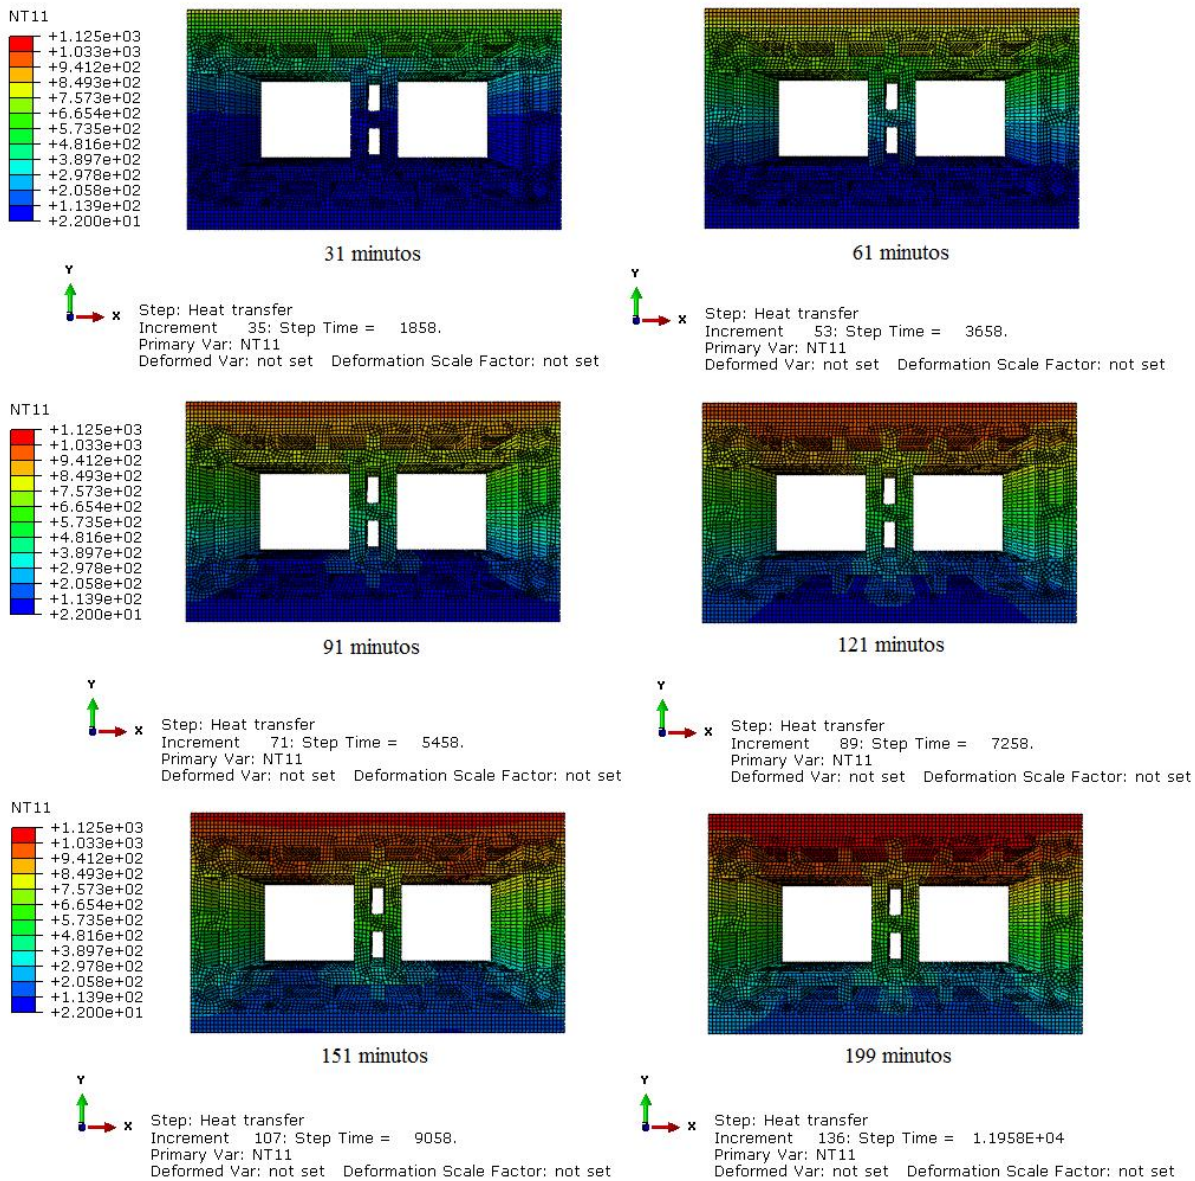 NT11
+1.125e+03
+1.033e+03
+9.412e+02
+8.493e+02
+7.573e+02
+6.654e+02
+5.735e+02
+4.816e+02
+3.897e+02
+2.978e+02
+2.058e+02
+1.139e+02
+2.200e+01
31 minutos
61 minutos
Y
X
Step: Heat transfer
Increment 35: Step Time = 1858.
Primary Var: NT11
Deformed Var: not set Deformation Scale Factor: not set
Y
X
Step: Heat transfer
Increment 53: Step Time = 3658.
Primary Var: NT11
Deformed Var: not set Deformation Scale Factor: not set
NT11
+1.125e+03
+1.033e+03
+9.412e+02
+8.493e+02
+7.573e+02
+6.654e+02
+5.735e+02
+4.816e+02
+3.897e+02
+2.978e+02
+2.058e+02
+1.139e+02
+2.200e+01
91 minutos
121 minutos
Y
X
Step: Heat transfer
Increment 71: Step Time = 5458.
Primary Var: NT11
Deformed Var: not set Deformation Scale Factor: not set
Y
X
Step: Heat transfer
Increment 89: Step Time = 7258.
Primary Var: NT11
Deformed Var: not set Deformation Scale Factor: not set
NT11
+1.125e+03
+1.033e+03
+9.412e+02
+8.493e+02
+7.573e+02
+6.654e+02
+5.735e+02
+4.816e+02
+3.897e+02
+2.978e+02
+2.058e+02
+1.139e+02
+2.200e+01
151 minutos
199 minutos
Y
X
Step: Heat transfer
Increment 107: Step Time = 9058.
Primary Var: NT11
Deformed Var: not set Deformation Scale Factor: not set
Y
X
Step: Heat transfer
Increment 136: Step Time = 1.1958E+04
Primary Var: NT11
Deformed Var: not set Deformation Scale Factor: not set